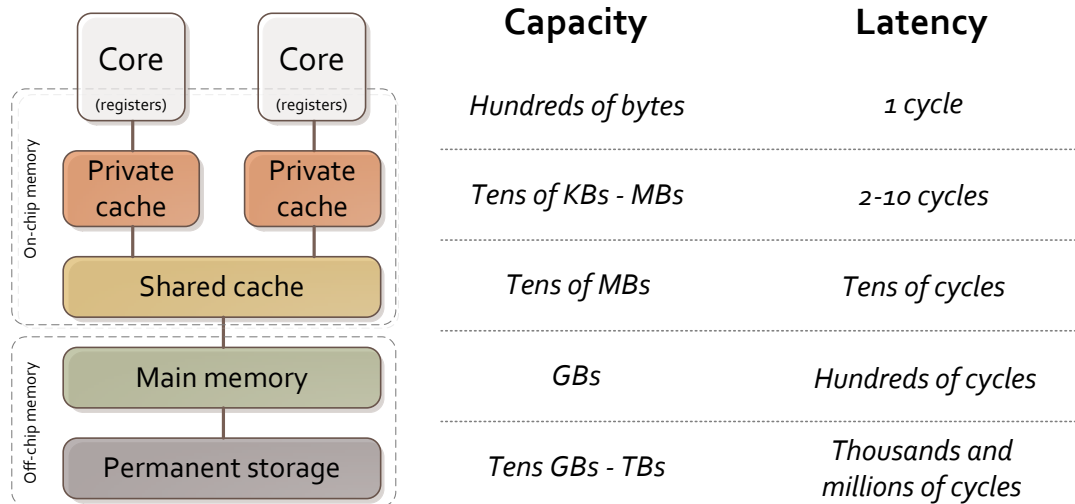 Capacity
Latency
Core
(registers)
Core
(registers)
Hundreds of bytes
1 cycle
On-chip memory
Private
cache
Private
cache
Tens of KBs - MBs
2-10 cycles
Shared cache
Tens of MBs
Tens of cycles
Off-chip memory
Main memory
GBs
Hundreds of cycles
Permanent storage
Tens GBs - TBs
Thousands and
millions of cycles